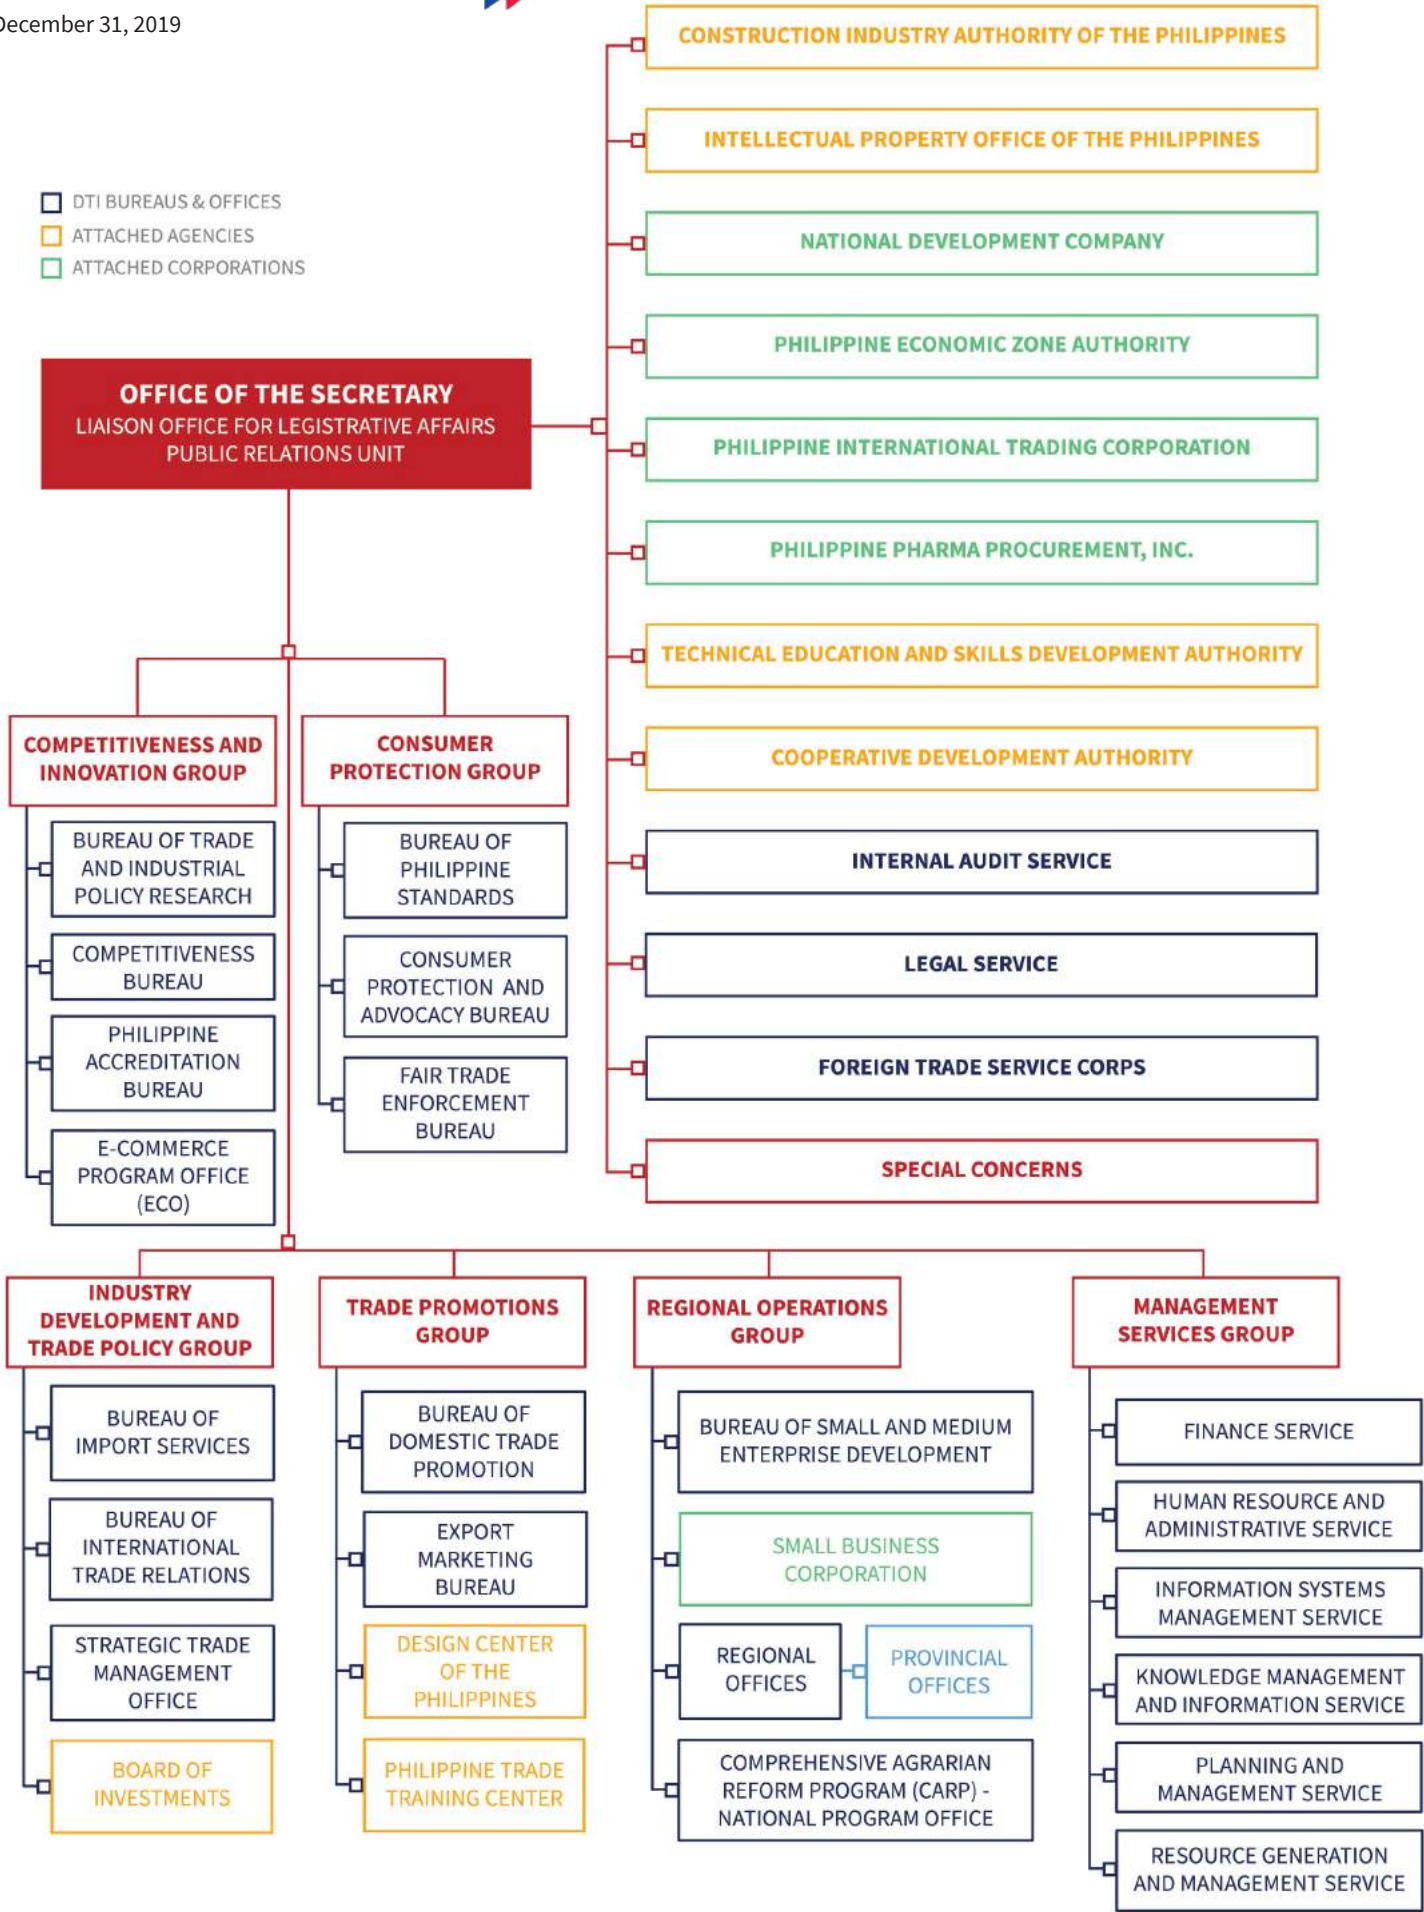 December 31, 2019
CONSTRUCTION INDUSTRY AUTHORITY OF THE PHILIPPINES
INTELLECTUAL PROPERTY OFFICE OF THE PHILIPPINES
NATIONAL DEVELOPMENT COMPANY
PHILIPPINE ECONOMIC ZONE AUTHORITY
PHILIPPINE INTERNATIONAL TRADING CORPORATION
PHILIPPINE PHARMA PROCUREMENT, INC.
TECHNICAL EDUCATION AND SKILLS DEVELOPMENT AUTHORITY
COOPERATIVE DEVELOPMENT AUTHORITY
INTERNAL AUDIT SERVICE
LEGAL SERVICE
FOREIGN TRADE SERVICE CORPS
SPECIAL CONCERNS
DTI BUREAUS & OFFICES
ATTACHED AGENCIES
ATTACHED CORPORATIONS
OFFICE OF THE SECRETARY
LIAISON OFFICE FOR LEGISTRATIVE AFFAIRS
PUBLIC RELATIONS UNIT
COMPETITIVENESS AND
INNOVATION GROUP
BUREAU OF TRADE
AND INDUSTRIAL
POLICY RESEARCH
COMPETITIVENESS
BUREAU
PHILIPPINE
ACCREDITATION
BUREAU
E-COMMERCE
PROGRAM OFFICE
(ECO)
CONSUMER
PROTECTION GROUP
BUREAU OF
PHILIPPINE
STANDARDS
CONSUMER
PROTECTION AND
ADVOCACY BUREAU
FAIR TRADE
ENFORCEMENT
BUREAU
INDUSTRY
DEVELOPMENT AND
TRADE POLICY GROUP
BUREAU OF
IMPORT SERVICES
BUREAU OF
INTERNATIONAL
TRADE RELATIONS
STRATEGIC TRADE
MANAGEMENT
OFFICE
BOARD OF
INVESTMENTS
TRADE PROMOTIONS
GROUP
BUREAU OF
DOMESTIC TRADE
PROMOTION
EXPORT
MARKETING
BUREAU
DESIGN CENTER
OF THE
PHILIPPINES
PHILIPPINE TRADE
TRAINING CENTER
REGIONAL OPERATIONS
GROUP
BUREAU OF SMALL AND MEDIUM
ENTERPRISE DEVELOPMENT
SMALL BUSINESS
CORPORATION
REGIONAL
OFFICES
PROVINCIAL
OFFICES
COMPREHENSIVE AGRARIAN
REFORM PROGRAM (CARP) -
NATIONAL PROGRAM OFFICE
MANAGEMENT
SERVICES GROUP
FINANCE SERVICE
HUMAN RESOURCE AND
ADMINISTRATIVE SERVICE
INFORMATION SYSTEMS
MANAGEMENT SERVICE
KNOWLEDGE MANAGEMENT
AND INFORMATION SERVICE
PLANNING AND
MANAGEMENT SERVICE
RESOURCE GENERATION
AND MANAGEMENT SERVICE